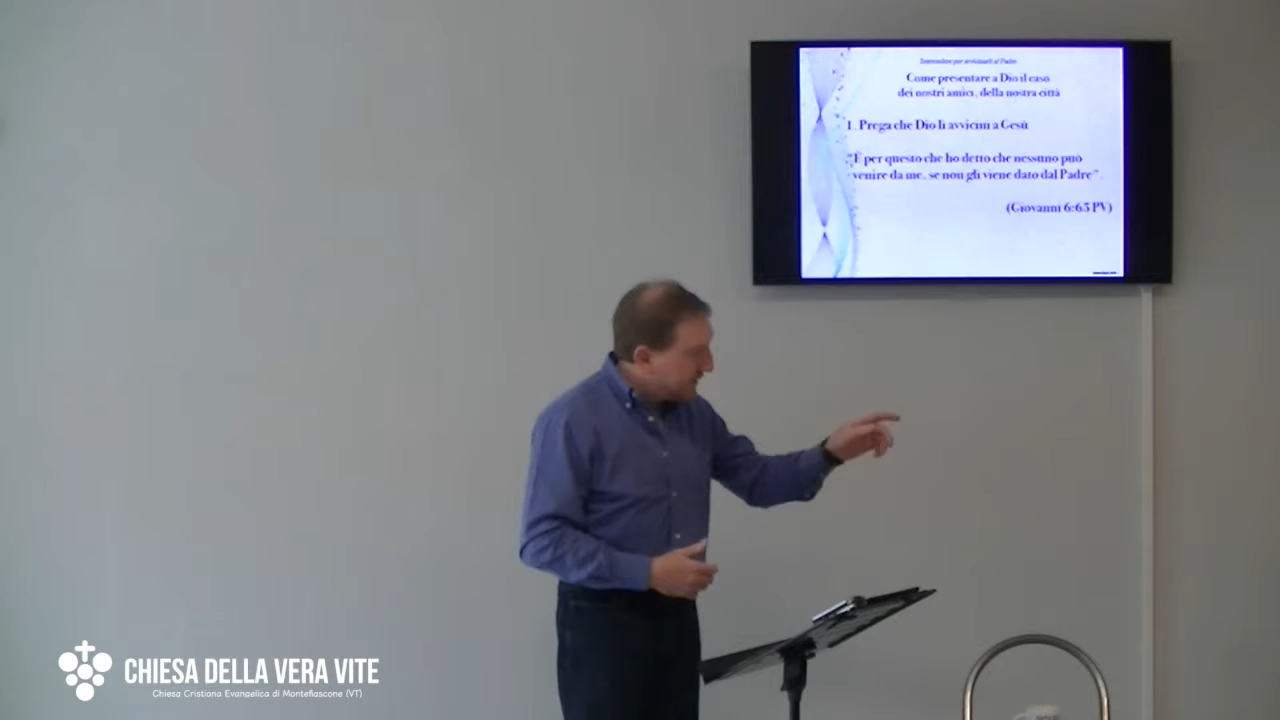 Intercedere per avvicinarli al Padre
Come presentare a Dio il caso
dei nostri amici, della nostra città
1. Prega che Dio li avvicini a Gesù
"È per questo che ho detto che nessuno può
venire da me, se non gli viene dato dal Padre".
(Giovanni 6:65 PV)
CHIESA DELLA VERA VITE
Chiesa Cristiana Evangelica di Montefiascone (VT)